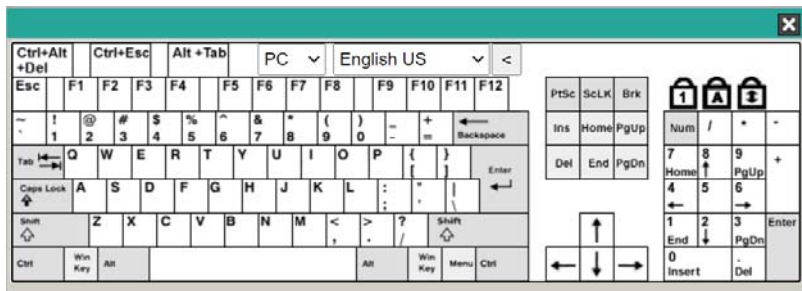 Ctrl+Alt +Del Ctrl+Esc Alt +Tab PC English US <
Esc F1 F2 F3 F4 F5 F6 F7 F8 F9 F10 F11 F12
~ ! @ # $ % ^ & * ( ) _ +
1 2 3 4 5 6 7 8 9 0 - = Backspace
Tab Q W E R T Y U I O P { }
[ ] Enter
Caps Lock A S D F G H J K L : " |
; ' \
Shift Z X C V B N M < > ? Shift
, . /
Ctrl Win Key Alt Alt Win Key Menu Ctrl
PtSc ScLK Brk
Ins Home PgUp
Del End PgDn
1 A
Num / * -
7 8 9 +
Home PgUp
4 5 6
1 2 3 Enter
End PgDn
0 .
Insert Del